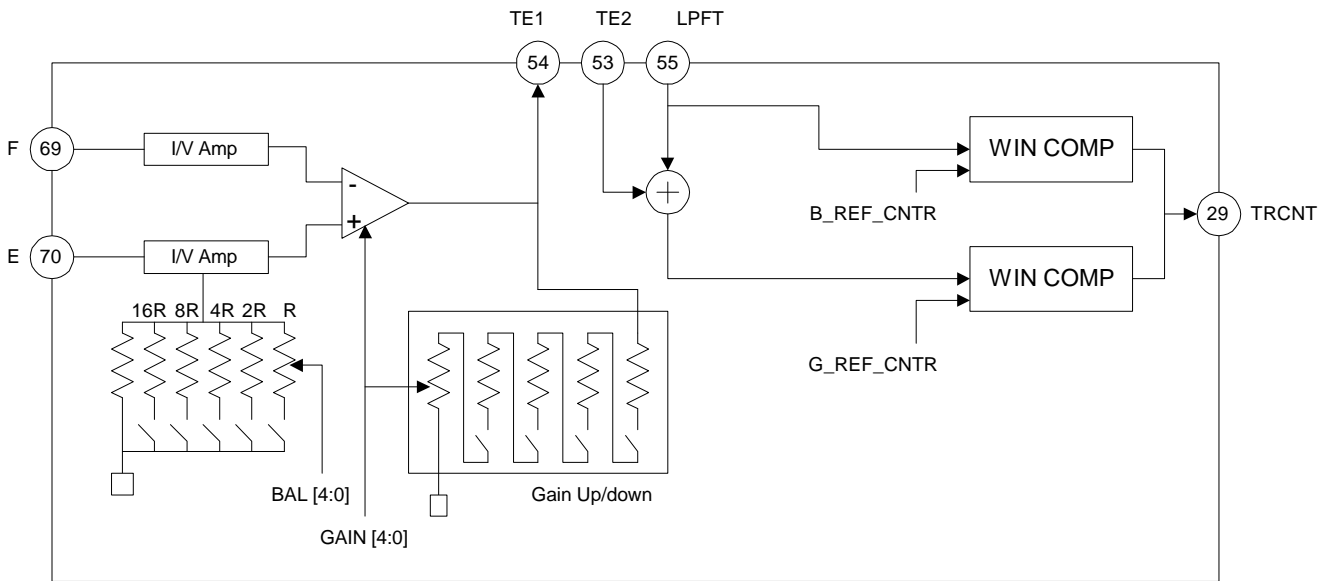 TE1 TE2 LPFT
54 53 55
F 69 I/V Amp
WIN COMP
-
+
B_REF_CNTR
29 TRCNT
E 70 I/V Amp
WIN COMP
16R 8R 4R 2R R
G_REF_CNTR
BAL [4:0]
Gain Up/down
GAIN [4:0]